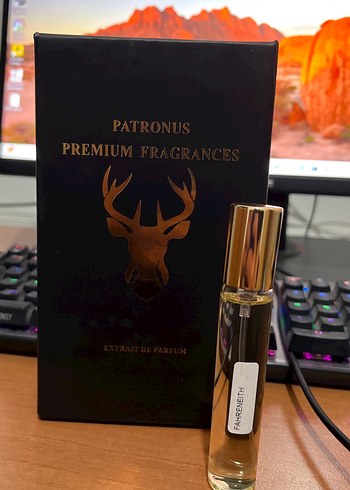 PATRONUS
PREMIUM FRAGRANCES
EXTRAIT DE PARFUM
FAHRENEITH